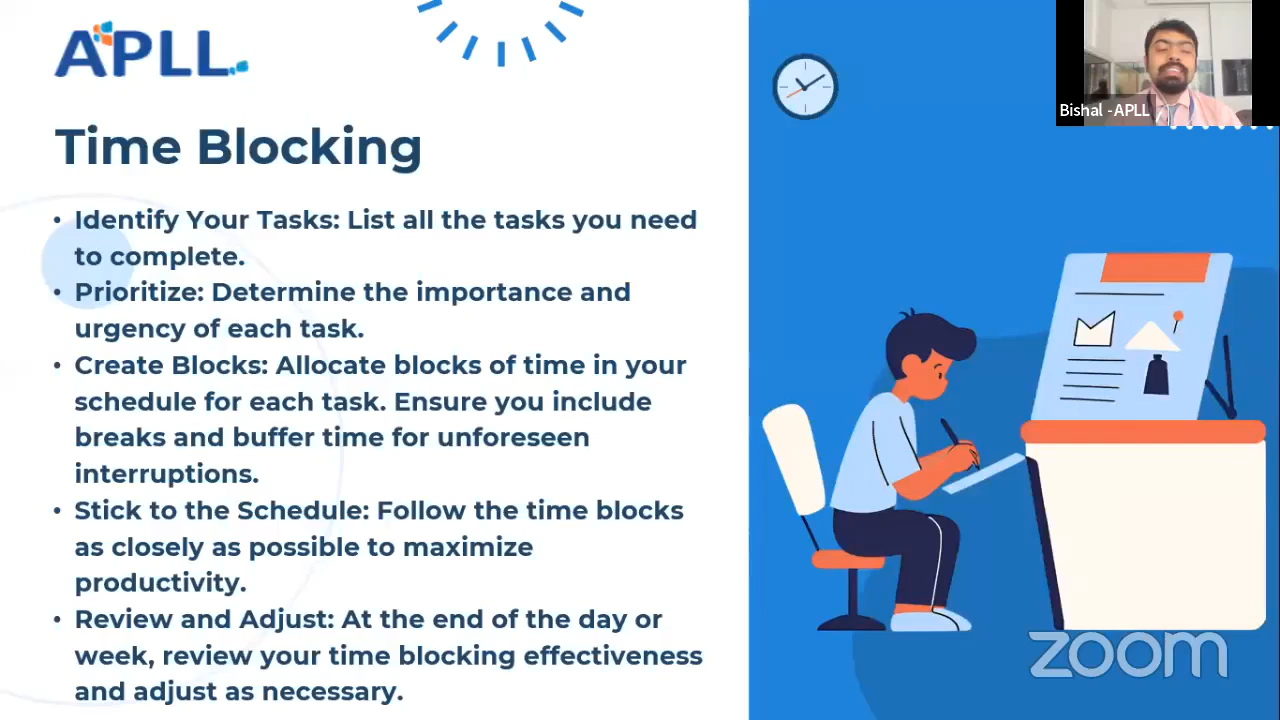 APLL
Bishal -APLL
Time Blocking
• Identify Your Tasks: List all the tasks you need
to complete.
• Prioritize: Determine the importance and
urgency of each task.
• Create Blocks: Allocate blocks of time in your
schedule for each task. Ensure you include
breaks and buffer time for unforeseen
interruptions.
• Stick to the Schedule: Follow the time blocks
as closely as possible to maximize
productivity.
• Review and Adjust: At the end of the day or
week, review your time blocking effectiveness
and adjust as necessary.
zoom